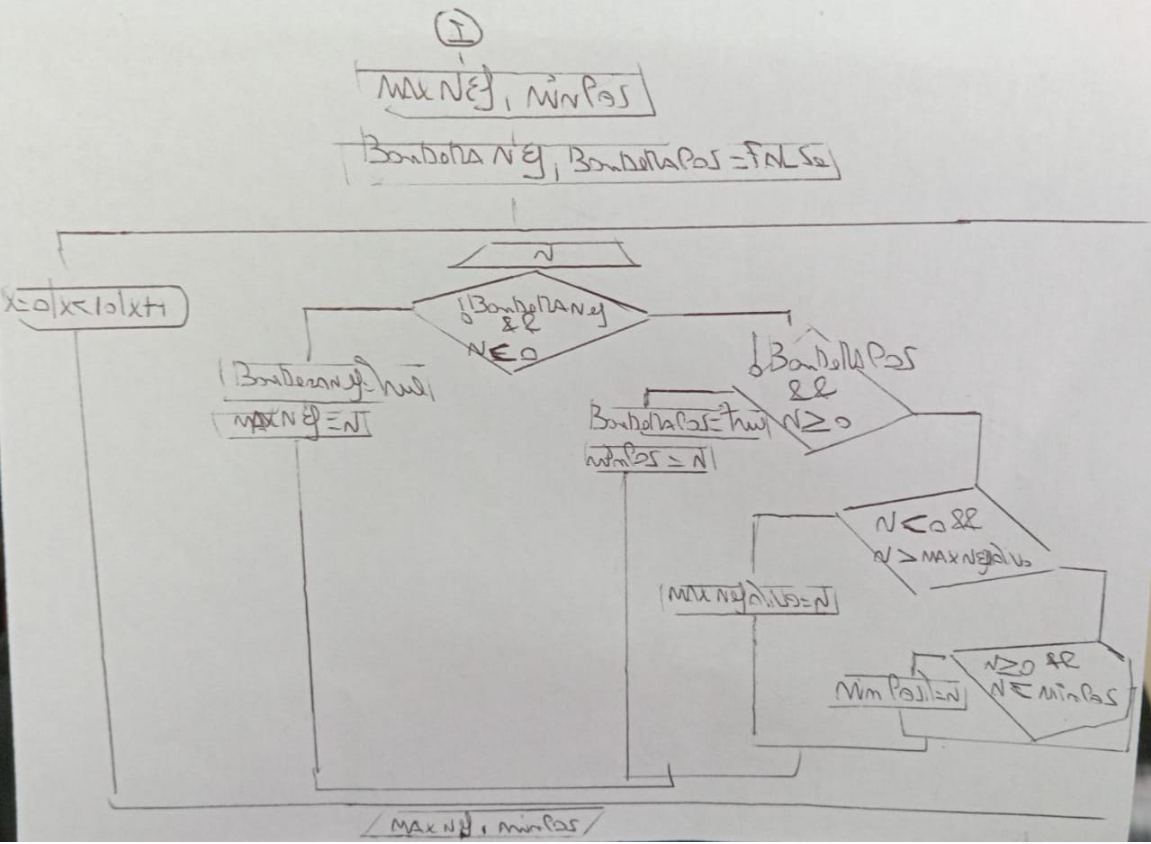 I
MAXNEG, MinPOS
BANDERANEG, BANDERAPOS=FALSe
N
X=0|X<10|X+1
!BANDERANEG
&&
N<0
BANDERANEG=true
MAXNEG=N
!BANDERAPOS
&&
N≥0
BANDERAPOS=true
minPOS=N
N<0 &&
N>MAXNEgativo
MAXNEgativo=N
N≥0 &&
N<MinPOS
MinPOS=N
MAXNEG, minPOS